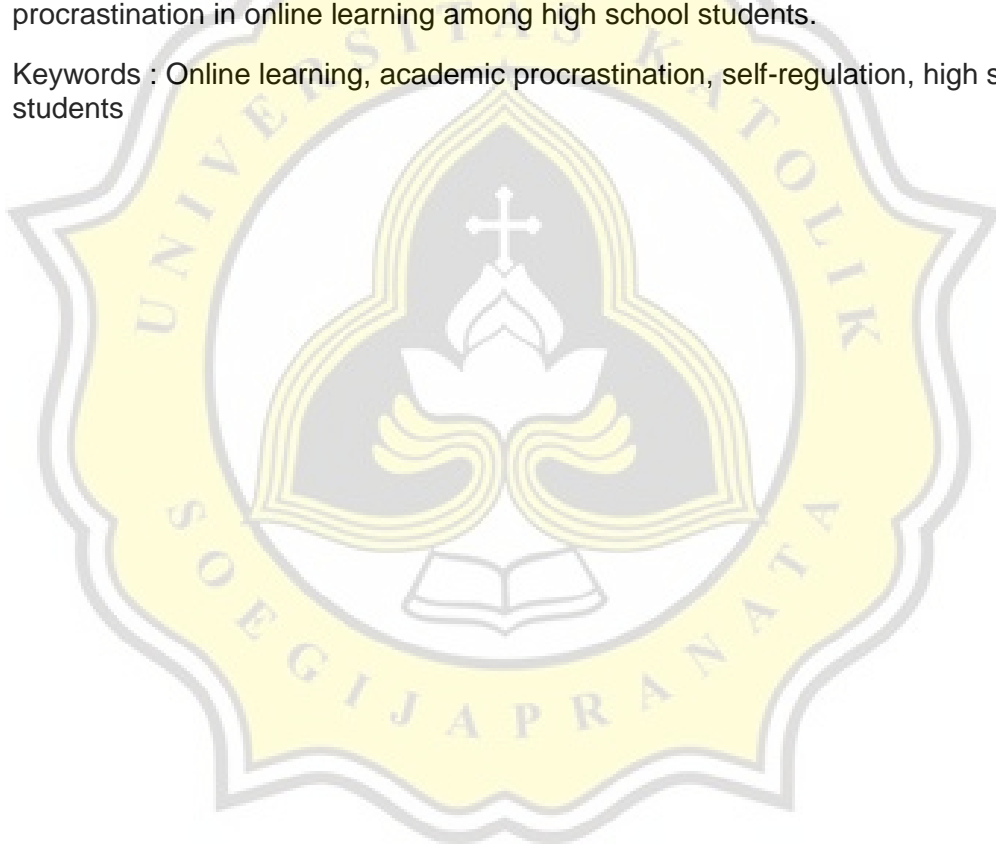 procrastination in online learning among high school students.
Keywords : Online learning, academic procrastination, self-regulation, high s
students
UNIVERSITAS KATOLIK
SOEGIJAPRANATA